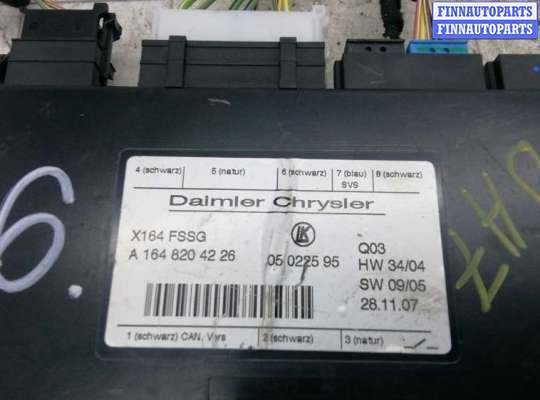 FINNAUTOPARTS
FINNAUTOPARTS
4 (schwarz) 5 (natur) 6 (schwarz) 7 (blau) 8 (schwarz)
SVS
Daimler Chrysler
X164 FSSG
LK
Q03
A 164 820 42 26 05 0225 95 HW 34/04
SW 09/05
28.11.07
1 (schwarz) CAN, Vers 2 (schwarz) 3 (natur)
6.